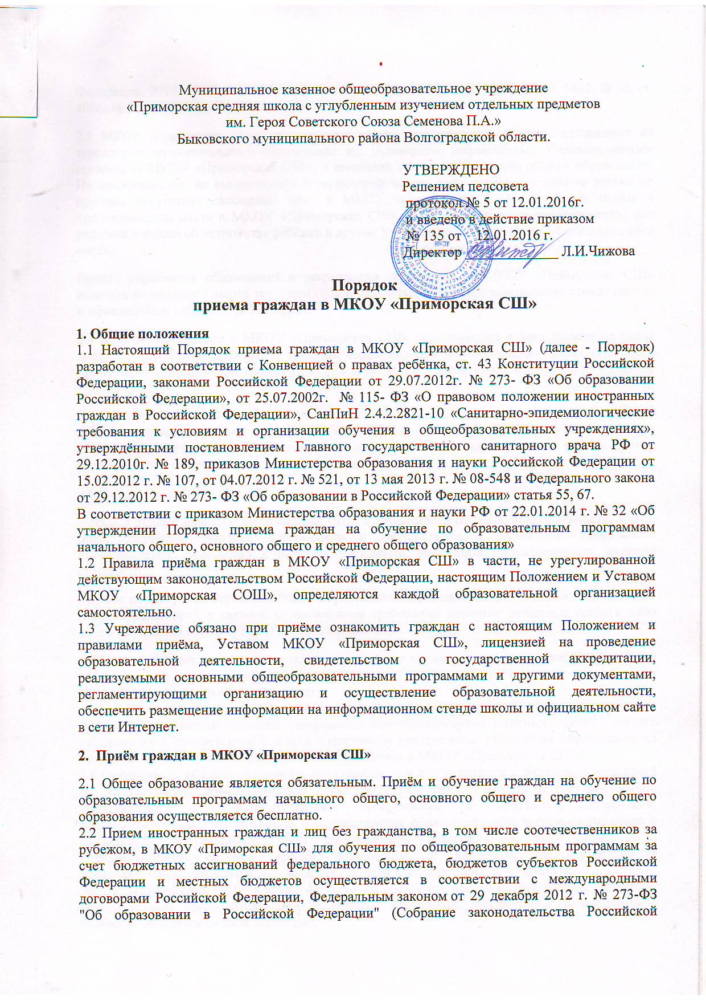 Муниципальное казенное общеобразовательное учреждение
«Приморская средняя школа с углубленным изучением отдельных предметов
им. Героя Советского Союза Семенова П.А.»
Быковского муниципального района Волгоградской области.
УТВЕРЖДЕНО
Решением педсовета
протокол № 5 от 12.01.2016г.
и введено в действие приказом
№ 135 от 12.01.2016 г.
Директор ______________ Л.И.Чижова
МКОУ
Порядок
приема граждан в МКОУ «Приморская СШ»
1. Общие положения
1.1 Настоящий Порядок приема граждан в МКОУ «Приморская СШ» (далее - Порядок)
разработан в соответствии с Конвенцией о правах ребёнка, ст. 43 Конституции Российской
Федерации, законами Российской Федерации от 29.07.2012г. № 273- ФЗ «Об образовании
Российской Федерации», от 25.07.2002г. № 115- ФЗ «О правовом положении иностранных
граждан в Российской Федерации», СанПиН 2.4.2.2821-10 «Санитарно-эпидемиологические
требования к условиям и организации обучения в общеобразовательных учреждениях»,
утверждёнными постановлением Главного государственного санитарного врача РФ от
29.12.2010г. № 189, приказов Министерства образования и науки Российской Федерации от
15.02.2012 г. № 107, от 04.07.2012 г. № 521, от 13 мая 2013 г. № 08-548 и Федерального закона
от 29.12.2012 г. № 273- ФЗ «Об образовании в Российской Федерации» статья 55, 67.
В соответствии с приказом Министерства образования и науки РФ от 22.01.2014 г. № 32 «Об
утверждении Порядка приема граждан на обучение по образовательным программам
начального общего, основного общего и среднего общего образования»
1.2 Правила приёма граждан в МКОУ «Приморская СШ» в части, не урегулированной
действующим законодательством Российской Федерации, настоящим Положением и Уставом
МКОУ «Приморская СОШ», определяются каждой образовательной организацией
самостоятельно.
1.3 Учреждение обязано при приёме ознакомить граждан с настоящим Положением и
правилами приёма, Уставом МКОУ «Приморская СШ», лицензией на проведение
образовательной деятельности, свидетельством о государственной аккредитации,
реализуемыми основными общеобразовательными программами и другими документами,
регламентирующими организацию и осуществление образовательной деятельности,
обеспечить размещение информации на информационном стенде школы и официальном сайте
в сети Интернет.
2. Приём граждан в МКОУ «Приморская СШ»
2.1 Общее образование является обязательным. Приём и обучение граждан на обучение по
образовательным программам начального общего, основного общего и среднего общего
образования осуществляется бесплатно.
2.2 Прием иностранных граждан и лиц без гражданства, в том числе соотечественников за
рубежом, в МКОУ «Приморская СШ» для обучения по общеобразовательным программам за
счет бюджетных ассигнований федерального бюджета, бюджетов субъектов Российской
Федерации и местных бюджетов осуществляется в соответствии с международными
договорами Российской Федерации, Федеральным законом от 29 декабря 2012 г. № 273-ФЗ
"Об образовании в Российской Федерации" (Собрание законодательства Российской